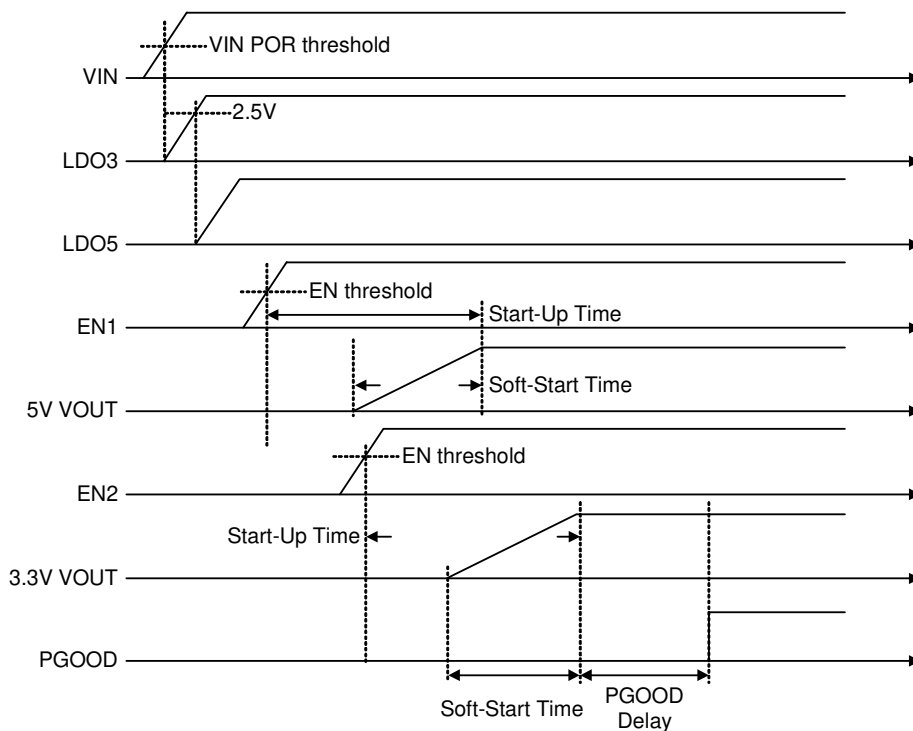 VIN POR threshold
VIN
2.5V
LDO3
LDO5
EN threshold
Start-Up Time
EN1
Soft-Start Time
5V VOUT
EN threshold
EN2
Start-Up Time
3.3V VOUT
PGOOD
Soft-Start Time
PGOOD
Delay